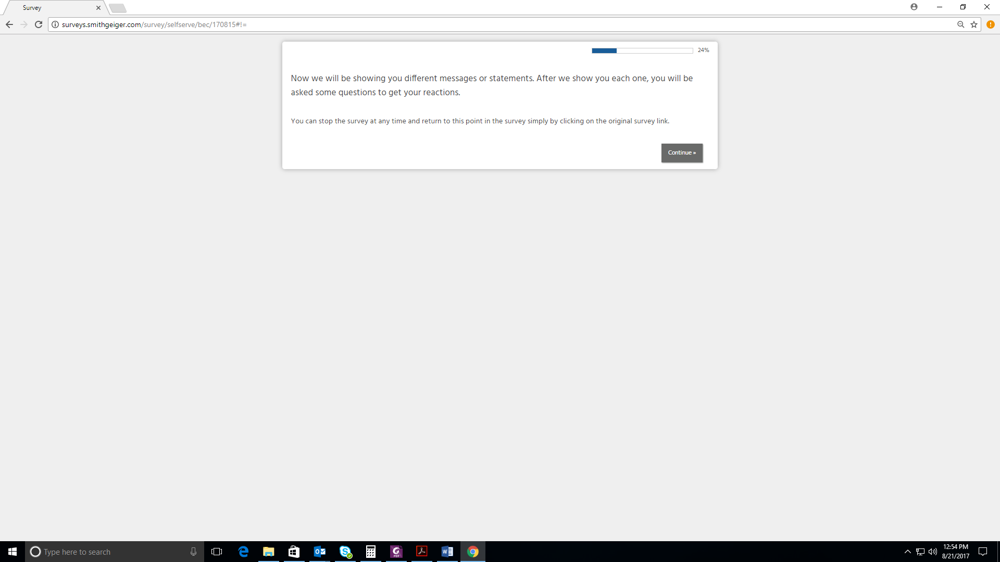 Survey
surveys.smithgeiger.com/survey/selfserve/bec/170815#!=
24%
Now we will be showing you different messages or statements. After we show you each one, you will be
asked some questions to get your reactions.
You can stop the survey at any time and return to this point in the survey simply by clicking on the original survey link.
Continue »
Type here to search
12:54 PM
8/21/2017